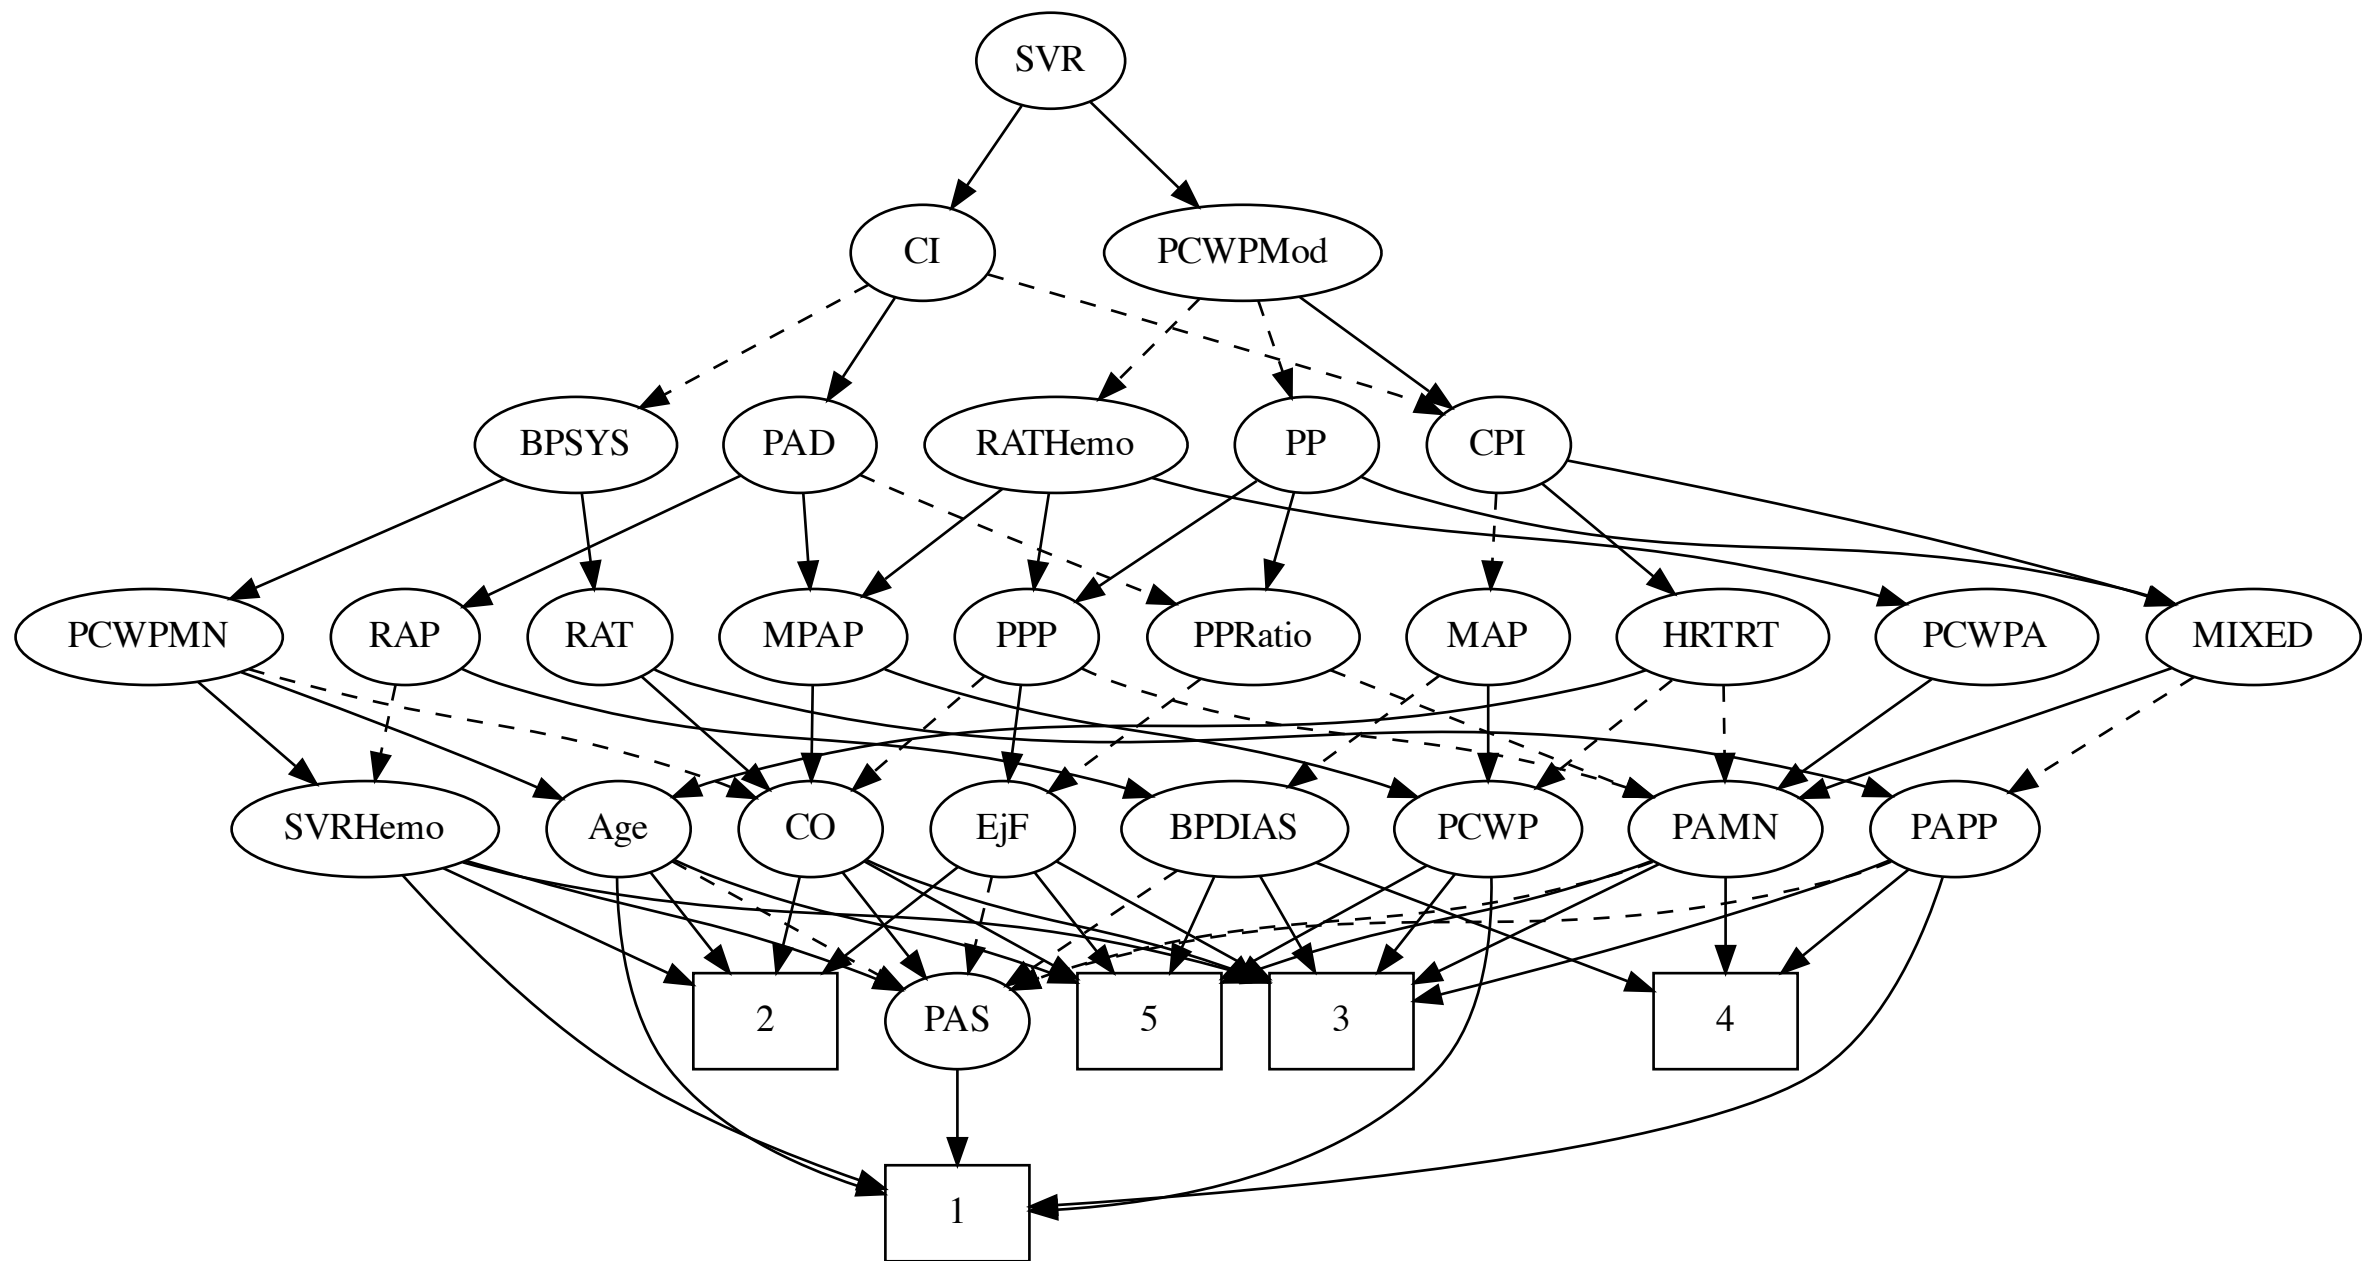 SVR
CI
PCWPMod
BPSYS
PAD
RATHemo
PP
CPI
PCWPMN
RAP
RAT
MPAP
PPP
PPRatio
MAP
HRTRT
PCWPA
MIXED
SVRHemo
Age
CO
EjF
BPDIAS
PCWP
PAMN
PAPP
2
PAS
5
3
4
1